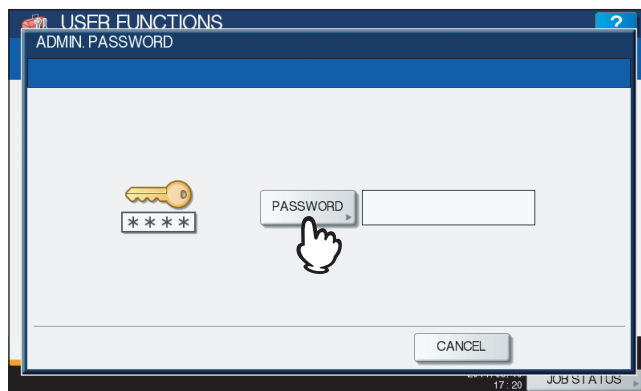 USER FUNCTIONS
?
ADMIN. PASSWORD
PASSWORD
****
CANCEL
17 : 20
JOB STATUS